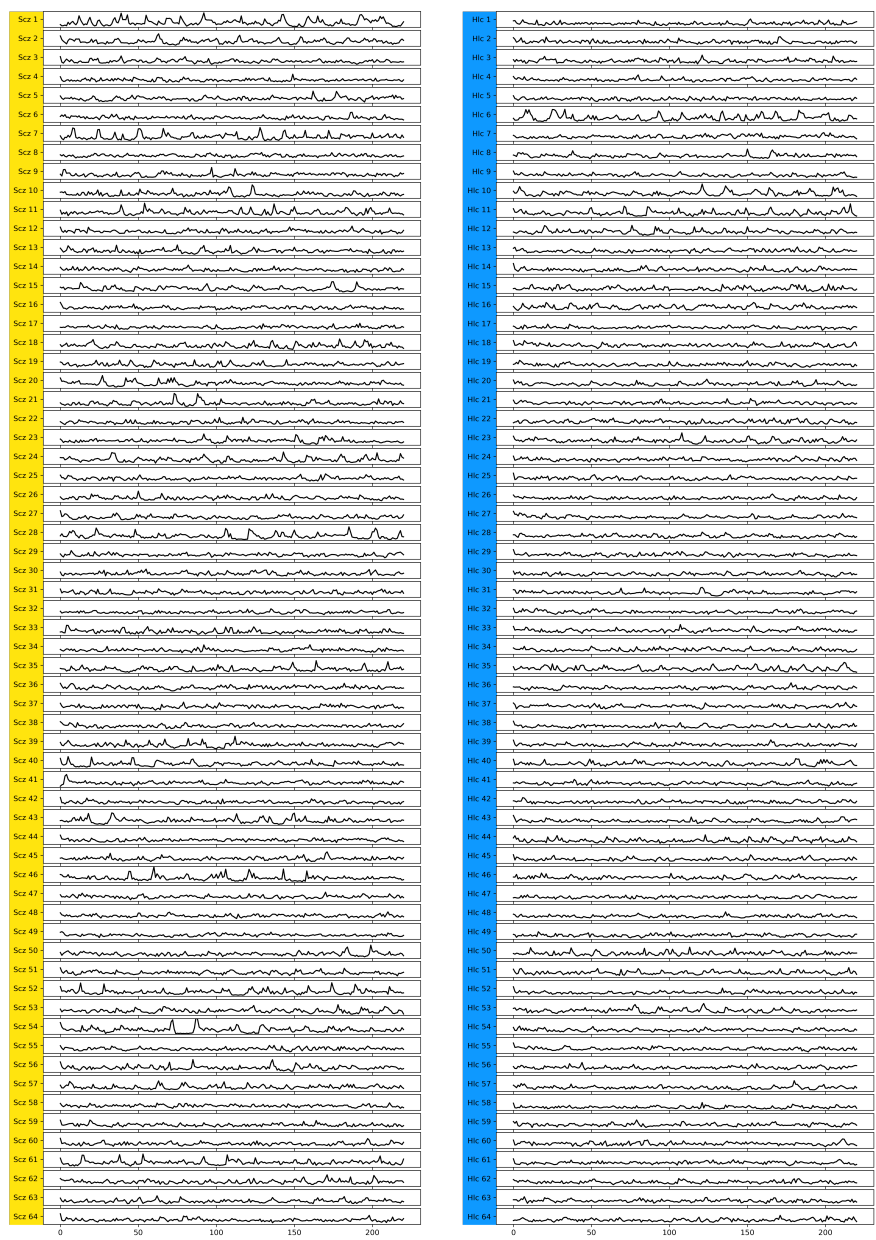 Scz 1
Scz 2
Scz 3
Scz 4
Scz 5
Scz 6
Scz 7
Scz 8
Scz 9
Scz 10
Scz 11
Scz 12
Scz 13
Scz 14
Scz 15
Scz 16
Scz 17
Scz 18
Scz 19
Scz 20
Scz 21
Scz 22
Scz 23
Scz 24
Scz 25
Scz 26
Scz 27
Scz 28
Scz 29
Scz 30
Scz 31
Scz 32
Scz 33
Scz 34
Scz 35
Scz 36
Scz 37
Scz 38
Scz 39
Scz 40
Scz 41
Scz 42
Scz 43
Scz 44
Scz 45
Scz 46
Scz 47
Scz 48
Scz 49
Scz 50
Scz 51
Scz 52
Scz 53
Scz 54
Scz 55
Scz 56
Scz 57
Scz 58
Scz 59
Scz 60
Scz 61
Scz 62
Scz 63
Scz 64
0 50 100 150 200
Hlc 1
Hlc 2
Hlc 3
Hlc 4
Hlc 5
Hlc 6
Hlc 7
Hlc 8
Hlc 9
Hlc 10
Hlc 11
Hlc 12
Hlc 13
Hlc 14
Hlc 15
Hlc 16
Hlc 17
Hlc 18
Hlc 19
Hlc 20
Hlc 21
Hlc 22
Hlc 23
Hlc 24
Hlc 25
Hlc 26
Hlc 27
Hlc 28
Hlc 29
Hlc 30
Hlc 31
Hlc 32
Hlc 33
Hlc 34
Hlc 35
Hlc 36
Hlc 37
Hlc 38
Hlc 39
Hlc 40
Hlc 41
Hlc 42
Hlc 43
Hlc 44
Hlc 45
Hlc 46
Hlc 47
Hlc 48
Hlc 49
Hlc 50
Hlc 51
Hlc 52
Hlc 53
Hlc 54
Hlc 55
Hlc 56
Hlc 57
Hlc 58
Hlc 59
Hlc 60
Hlc 61
Hlc 62
Hlc 63
Hlc 64
0 50 100 150 200